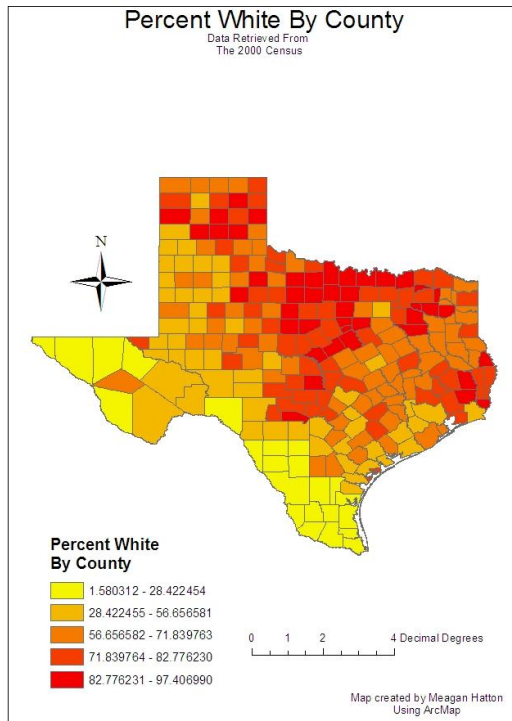 Percent White By County
Data Retrieved From
The 2000 Census
N
Percent White
By County
1.580312 - 28.422454
28.422455 - 56.656581
56.656582 - 71.839763
71.839764 - 82.776230
82.776231 - 97.406990
0 1 2 4 Decimal Degrees
Map created by Meagan Hatton
Using ArcMap